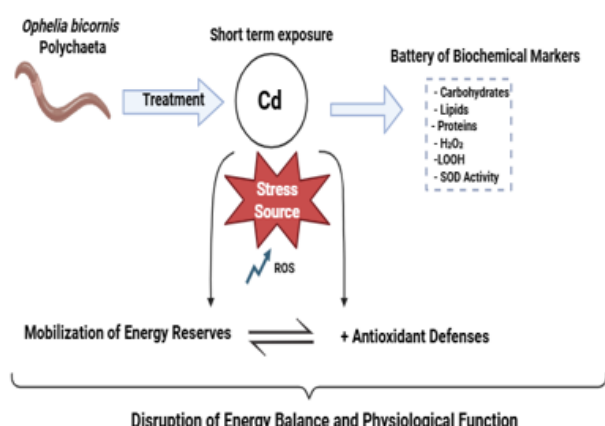 Ophelia bicornis
Polychaeta
Short term exposure
Treatment
Cd
Battery of Biochemical Markers
- Carbohydrates
- Lipids
- Proteins
- H₂O₂
-LOOH
- SOD Activity
Stress
Source
ROS
Mobilization of Energy Reserves
+ Antioxidant Defenses
Disruption of Energy Balance and Physiological Function